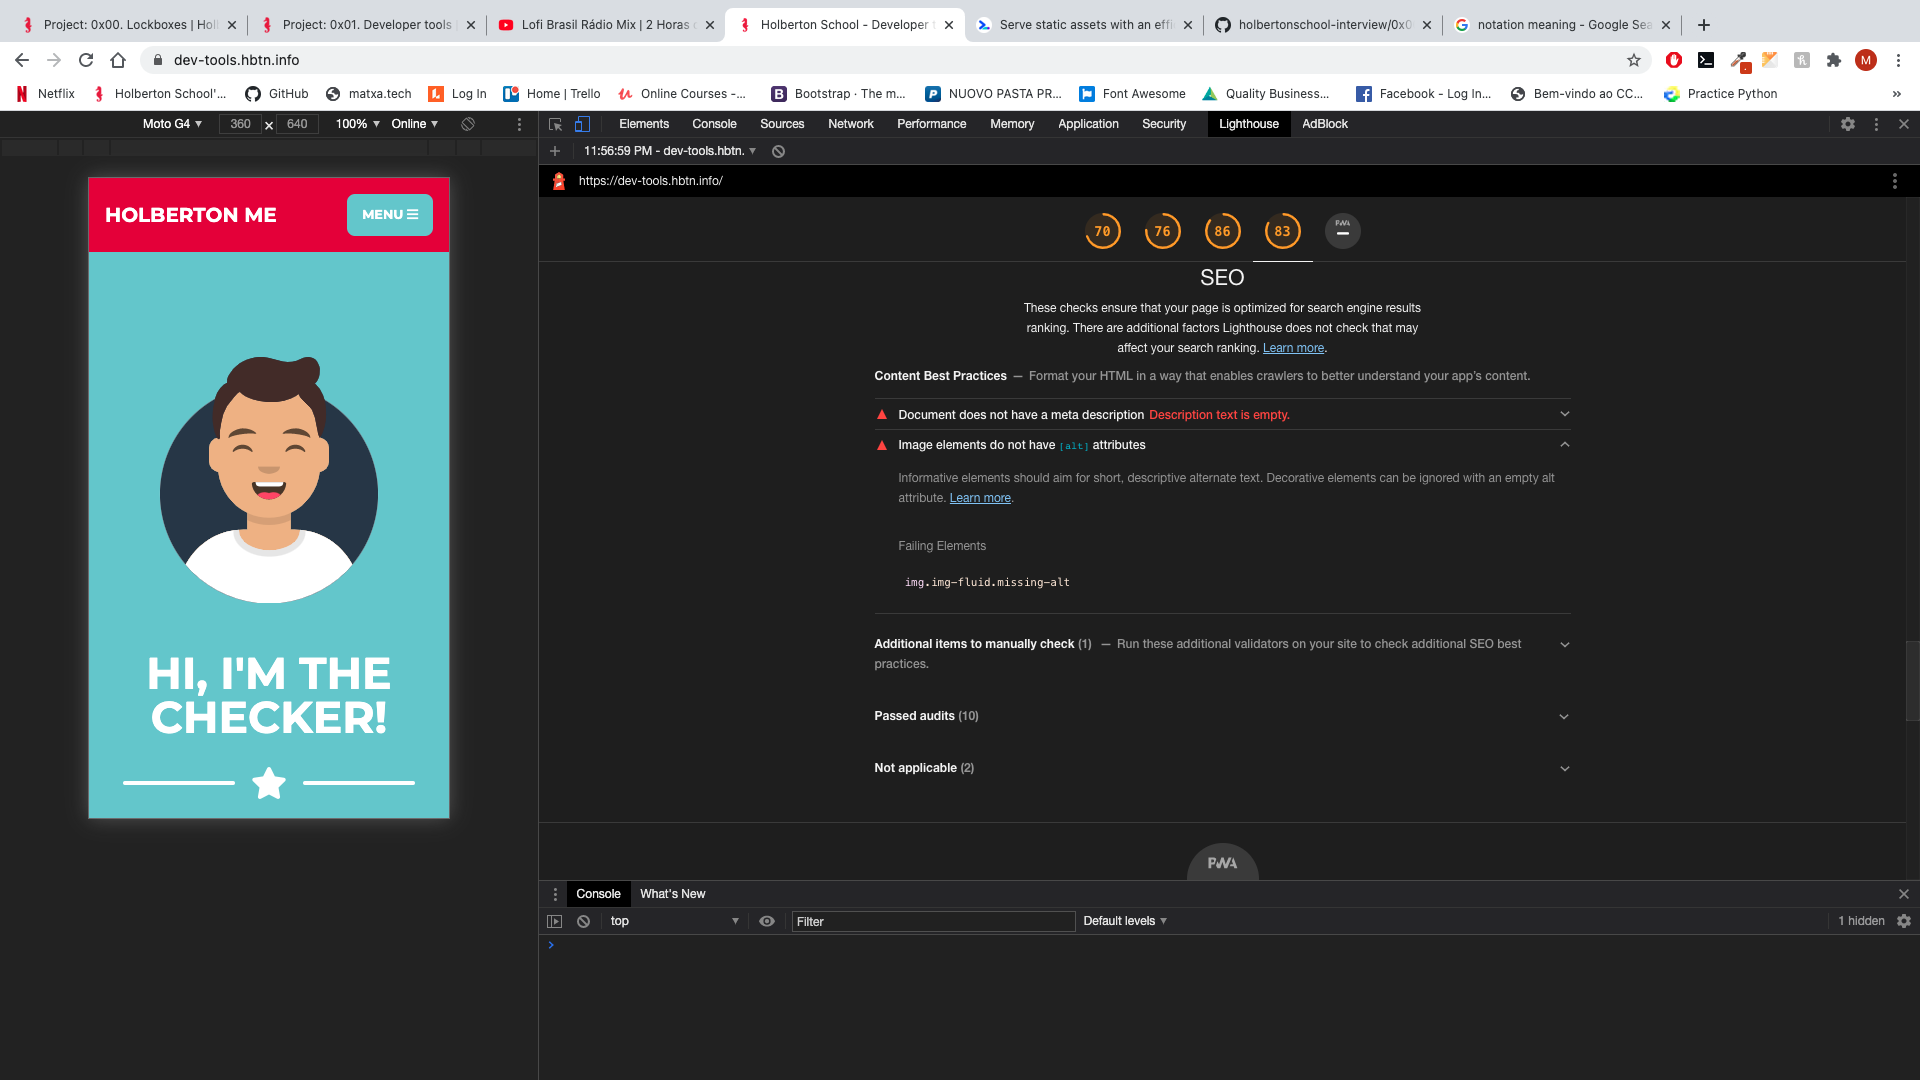 Project: 0x00. Lockboxes | Hol
Project: 0x01. Developer tools |
Lofi Brasil Rádio Mix | 2 Horas
Holberton School - Developer t
Serve static assets with an effi
holbertonschool-interview/0x0
notation meaning - Google Sea
dev-tools.hbtn.info
M
Netflix
Holberton School'...
GitHub
matxa.tech
Log In
Home | Trello
Online Courses -...
Bootstrap · The m...
NUOVO PASTA PR...
Font Awesome
Quality Business...
Facebook - Log In...
Bem-vindo ao CC...
Practice Python
»
Moto G4
360
640
100%
Online
Elements
Console
Sources
Network
Performance
Memory
Application
Security
Lighthouse
AdBlock
11:56:59 PM - dev-tools.hbtn.
https://dev-tools.hbtn.info/
HOLBERTON ME
MENU
HI, I'M THE
CHECKER!
70
76
86
83
PWA
SEO
These checks ensure that your page is optimized for search engine results
ranking. There are additional factors Lighthouse does not check that may
affect your search ranking. Learn more.
Content Best Practices — Format your HTML in a way that enables crawlers to better understand your app's content.
Document does not have a meta description Description text is empty.
Image elements do not have [alt] attributes
Informative elements should aim for short, descriptive alternate text. Decorative elements can be ignored with an empty alt
attribute. Learn more.
Failing Elements
img.img-fluid.missing-alt
Additional items to manually check (1) — Run these additional validators on your site to check additional SEO best
practices.
Passed audits (10)
Not applicable (2)
PWA
Console
What's New
top
Filter
Default levels
1 hidden